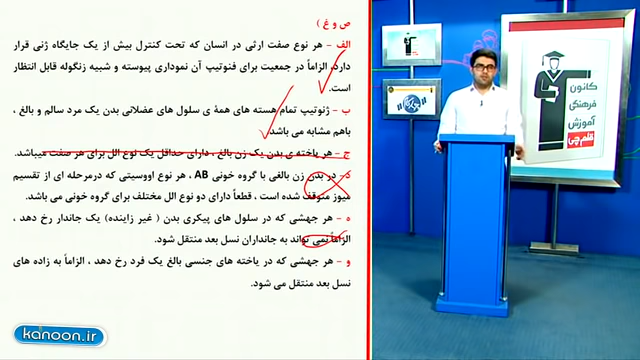 ص و غ )
الف - هر نوع صفت ارثی در انسان که تحت کنترل بیش از یک جایگاه ژنی قرار
دارد، الزاماً در جمعیت برای فنوتیپ آن نموداری پیوسته و شبیه زنگوله قابل انتظار
است.
ب - ژنوتیپ تمام هسته های همۀ ی سلول های عضلانی بدن یک مرد سالم و بالغ ،
باهم مشابه می باشد.
ج - هر یاخته ی بدن یک زن بالغ ، دارای حداقل یک نوع الل برای هر صفت میباشد.
د - در بدن زن بالغی با گروه خونی AB ، هر نوع اووسیتی که درمرحله ای از تقسیم
میوز متوقف شده است ، قطعاً دارای دو نوع الل مختلف برای گروه خونی می باشد.
ه - هر جهشی که در سلول های پیکری بدن ( غیر زاینده) یک جاندار رخ دهد ،
الزاماً نمی تواند به جانداران نسل بعد منتقل شود.
و - هر جهشی که در یاخته های جنسی بالغ یک فرد رخ دهد ، الزاماً به زاده های
نسل بعد منتقل می شود.
kanoon.ir
کانون
فرهنگی
آموزش
قلم‌چی